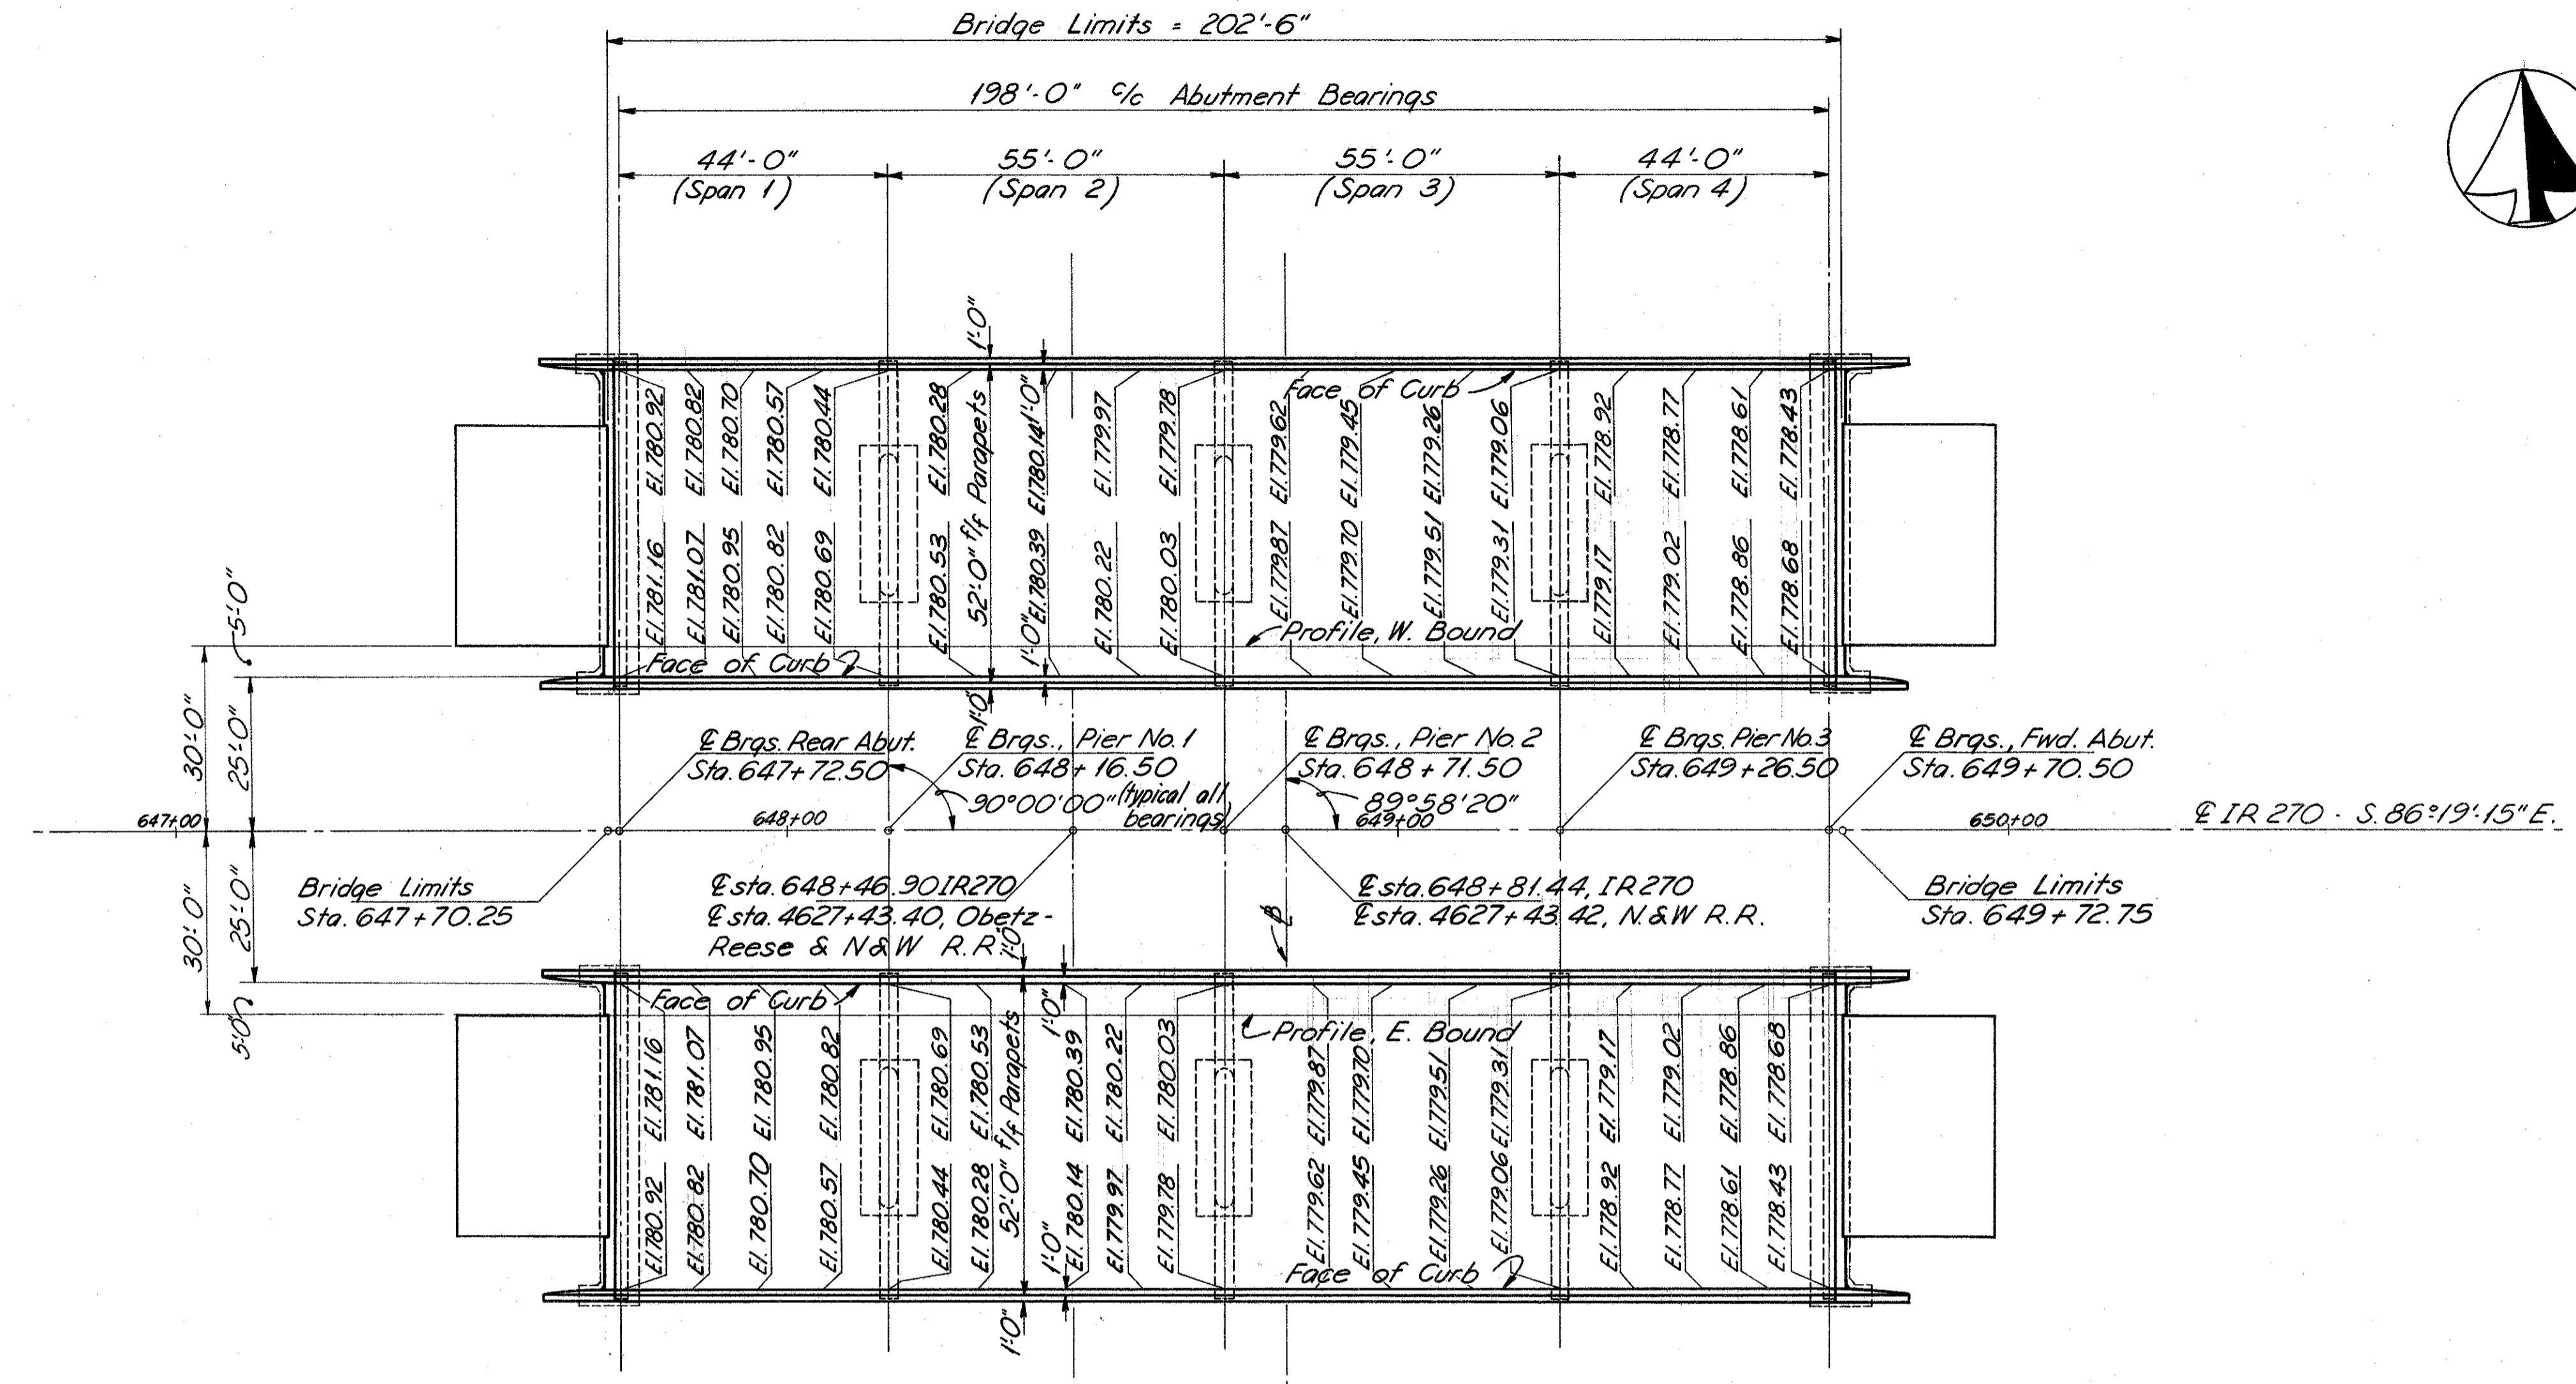 Bridge Limits = 202'-6"
198'-0" c/c Abutment Bearings
44'-0" 55'-0" 55'-0" 44'-0"
(Span 1) (Span 2) (Span 3) (Span 4)
1'-0"
El.780.92 El.780.82 El.780.70 El.780.57 El.780.44 El.780.28 52'-0" f/f Parapets El.780.14 1'-0" El.779.97 El.779.78 El.779.62 El.779.45 El.779.26 El.779.06 El.778.92 El.778.77 El.778.61 El.778.43
Face of Curb
El.781.16 El.781.07 El.780.95 El.780.82 El.780.69 El.780.53 1'-0" El.780.39 El.780.22 El.780.03 El.779.87 El.779.70 El.779.51 El.779.31 El.779.17 El.779.02 El.778.86 El.778.68
Profile, W. Bound
Face of Curb
5'-0"
30'-0" 25'-0"
1'-0"
℄ Brgs. Rear Abut.
Sta. 647+72.50
℄ Brgs., Pier No. 1
Sta. 648+16.50
90°00'00" (typical all
bearings)
℄ Brgs., Pier No. 2
Sta. 648+71.50
89°58'20"
℄ Brgs. Pier No.3
Sta. 649+26.50
℄ Brgs., Fwd. Abut.
Sta. 649+70.50
647+00 648+00 649+00 650+00
℄ IR 270 - S. 86°19'-15" E.
Bridge Limits
Sta. 647+70.25
℄ sta. 648+46.90 IR270
℄ sta. 4627+43.40, Obetz-
Reese & N&W R.R.
℄ sta. 648+81.44, IR270
℄ sta. 4627+43.42, N.&W R.R.
Bridge Limits
Sta. 649+72.75
30'-0" 25'-0"
5'-0"
℄
1'-0"
Face of Curb
1'-0"
Profile, E. Bound
El.781.16 El.781.07 El.780.95 El.780.82 El.780.69 El.780.53 52'-0" f/f Parapets El.780.39 El.780.22 El.780.03 El.779.87 El.779.70 El.779.51 El.779.31 El.779.17 El.779.02 El.778.86 El.778.68
El.780.92 El.780.82 El.780.70 El.780.57 El.780.44 El.780.28 1'-0" El.780.14 El.779.97 El.779.78 El.779.62 El.779.45 El.779.26 El.779.06 El.778.92 El.778.77 El.778.61 El.778.43
Face of Curb
1'-0"